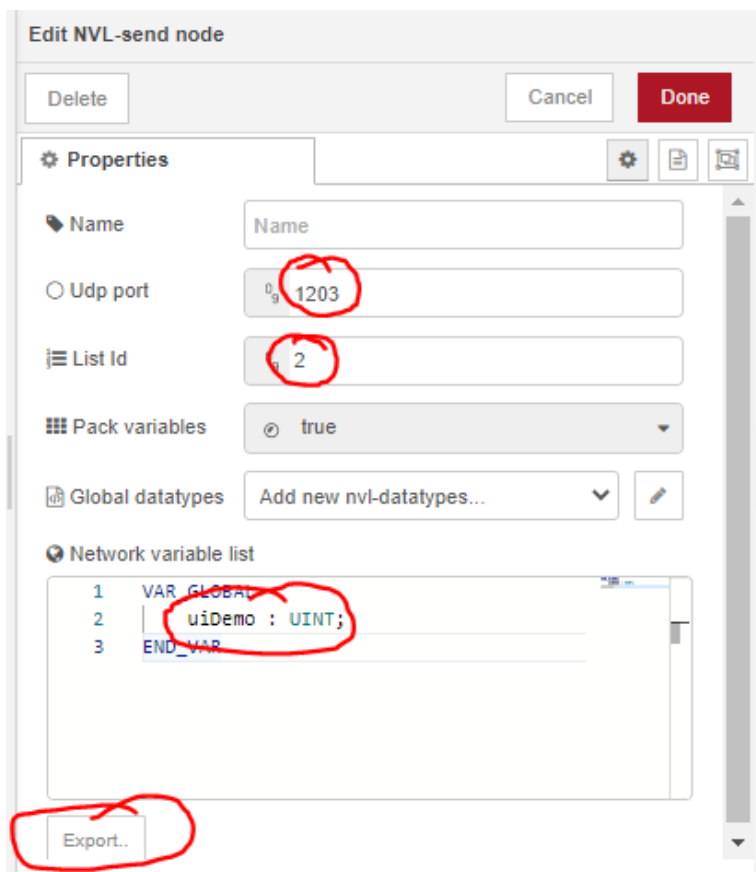 Edit NVL-send node
Delete Cancel Done
Properties
Name Name
Udp port 1203
List Id 2
Pack variables true
Global datatypes Add new nvl-datatypes...
Network variable list
1 VAR_GLOBAL
2 uiDemo : UINT;
3 END_VAR
Export..